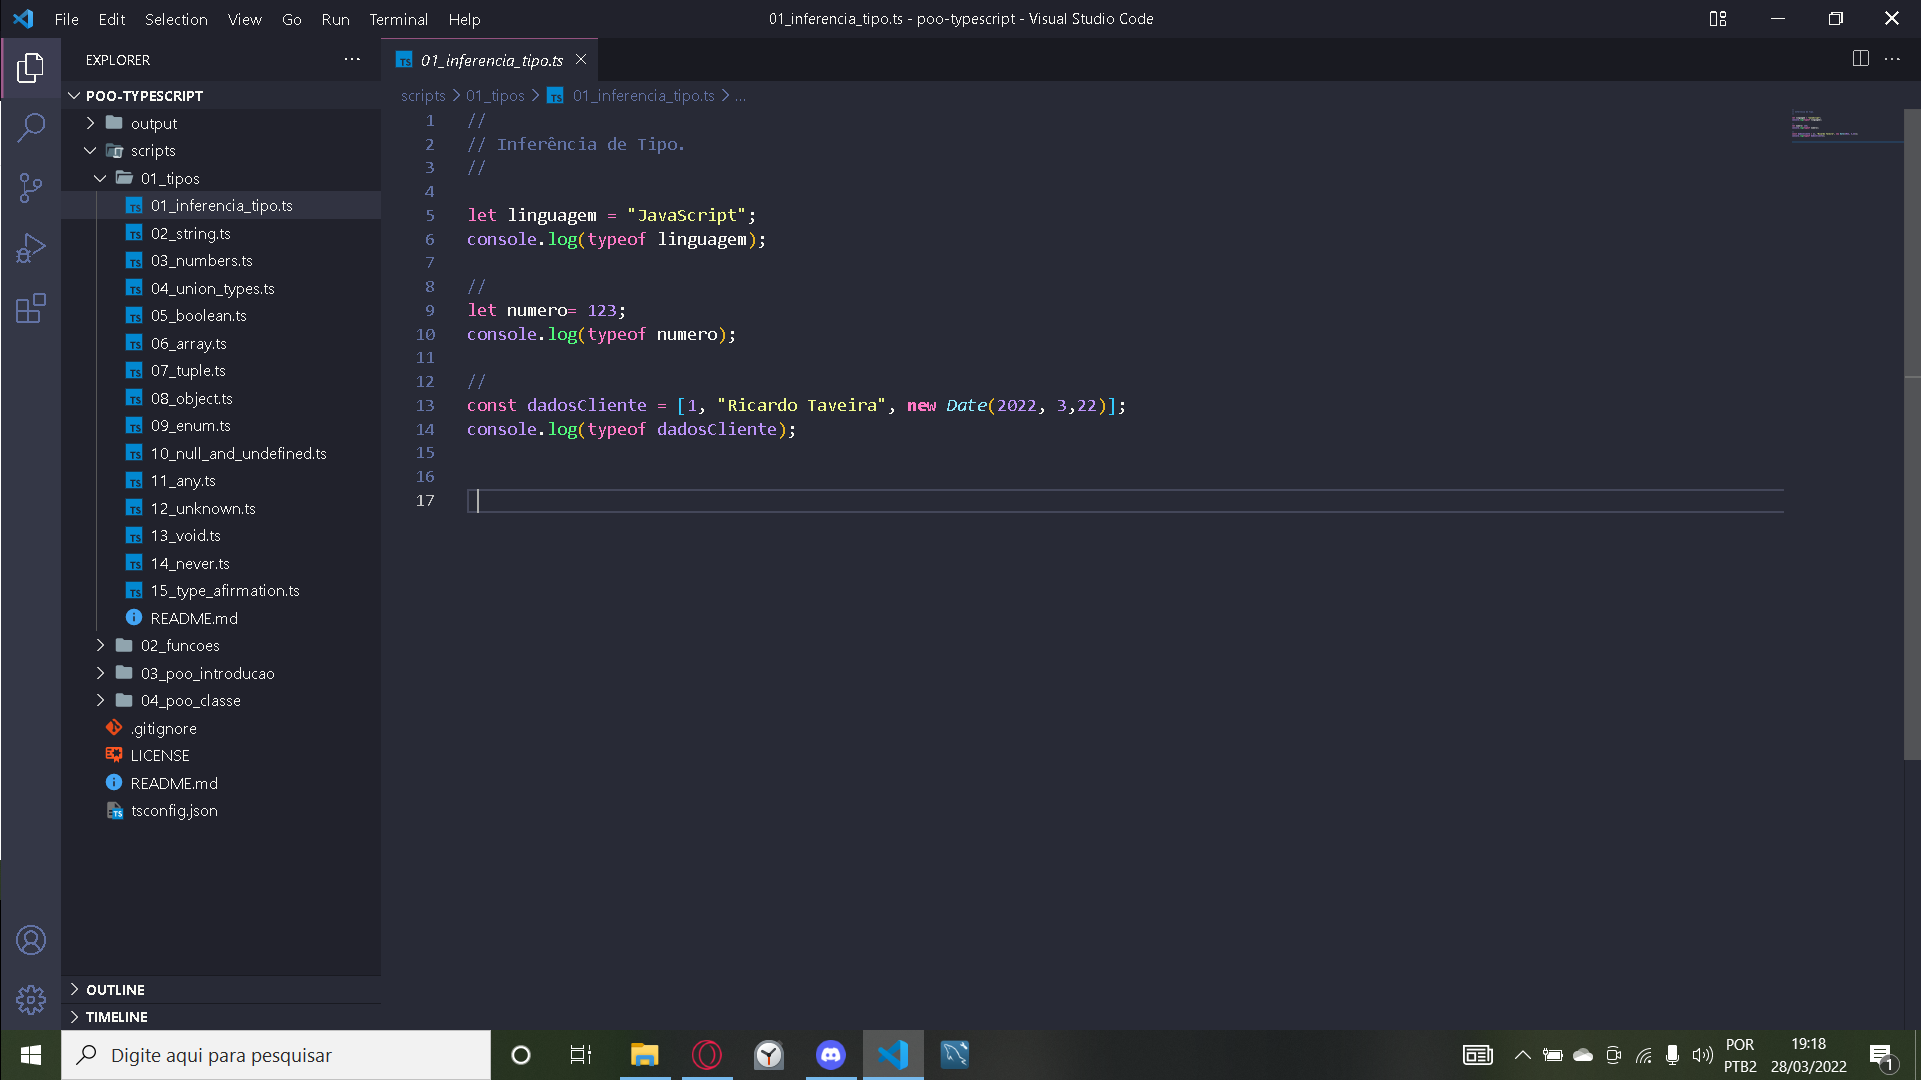 File Edit Selection View Go Run Terminal Help
01_inferencia_tipo.ts - poo-typescript - Visual Studio Code
EXPLORER
POO-TYPESCRIPT
output
scripts
01_tipos
01_inferencia_tipo.ts
02_string.ts
03_numbers.ts
04_union_types.ts
05_boolean.ts
06_array.ts
07_tuple.ts
08_object.ts
09_enum.ts
10_null_and_undefined.ts
11_any.ts
12_unknown.ts
13_void.ts
14_never.ts
15_type_afirmation.ts
README.md
02_funcoes
03_poo_introducao
04_poo_classe
.gitignore
LICENSE
README.md
tsconfig.json
OUTLINE
TIMELINE
01_inferencia_tipo.ts
scripts > 01_tipos > 01_inferencia_tipo.ts > ...
1 //
2 // Inferência de Tipo.
3 //
4
5 let linguagem = "JavaScript";
6 console.log(typeof linguagem);
7
8 //
9 let numero= 123;
10 console.log(typeof numero);
11
12 //
13 const dadosCliente = [1, "Ricardo Taveira", new Date(2022, 3,22)];
14 console.log(typeof dadosCliente);
15
16
17
Digite aqui para pesquisar
POR
PTB2
19:18
28/03/2022
1